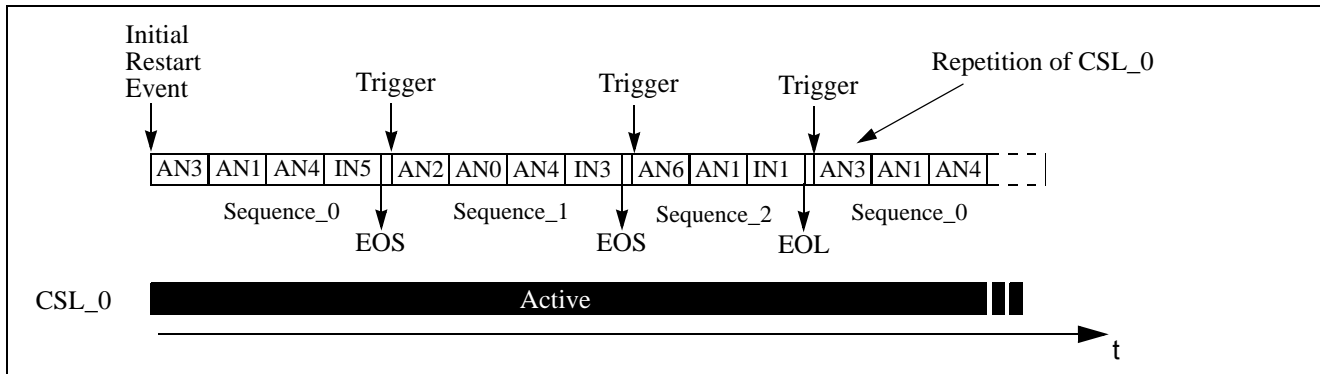 Initial
Restart
Event
Trigger
Trigger
Trigger
Repetition of CSL_0
AN3 AN1 AN4 IN5 AN2 AN0 AN4 IN3 AN6 AN1 IN1 AN3 AN1 AN4
Sequence_0 Sequence_1 Sequence_2 Sequence_0
EOS EOS EOL
CSL_0 Active
t